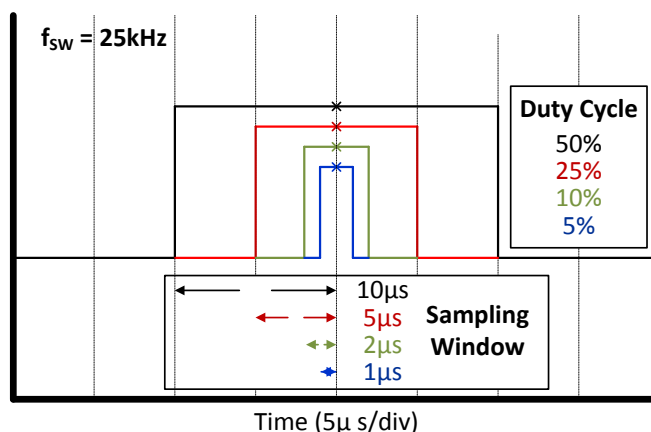 fSW = 25kHz
Duty Cycle
50%
25%
10%
5%
10µs
5µs
2µs
1µs
Sampling
Window
Time (5µ s/div)